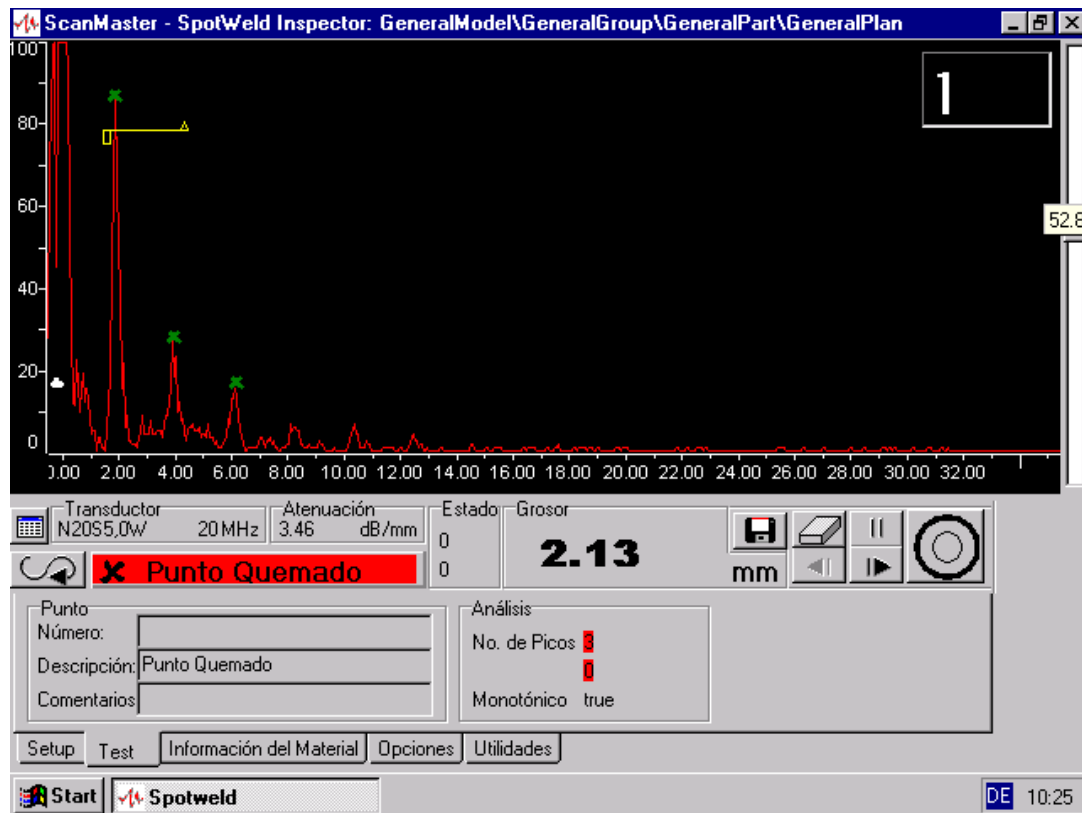 ScanMaster - SpotWeld Inspector: GeneralModel\GeneralGroup\GeneralPart\GeneralPlan
100
1
80
60
52.8
40
20
0
0.00 2.00 4.00 6.00 8.00 10.00 12.00 14.00 16.00 18.00 20.00 22.00 24.00 26.00 28.00 30.00 32.00
Transductor
N20S5,0W 20MHz
Atenuación
3.46 dB/mm
Estado
0
0
Grosor
2.13
mm
Punto Quemado
Punto
Número:
Descripción: Punto Quemado
Comentarios
Análisis
No. de Picos 3
0
Monotónico true
Setup Test Información del Material Opciones Utilidades
Start Spotweld DE 10:25